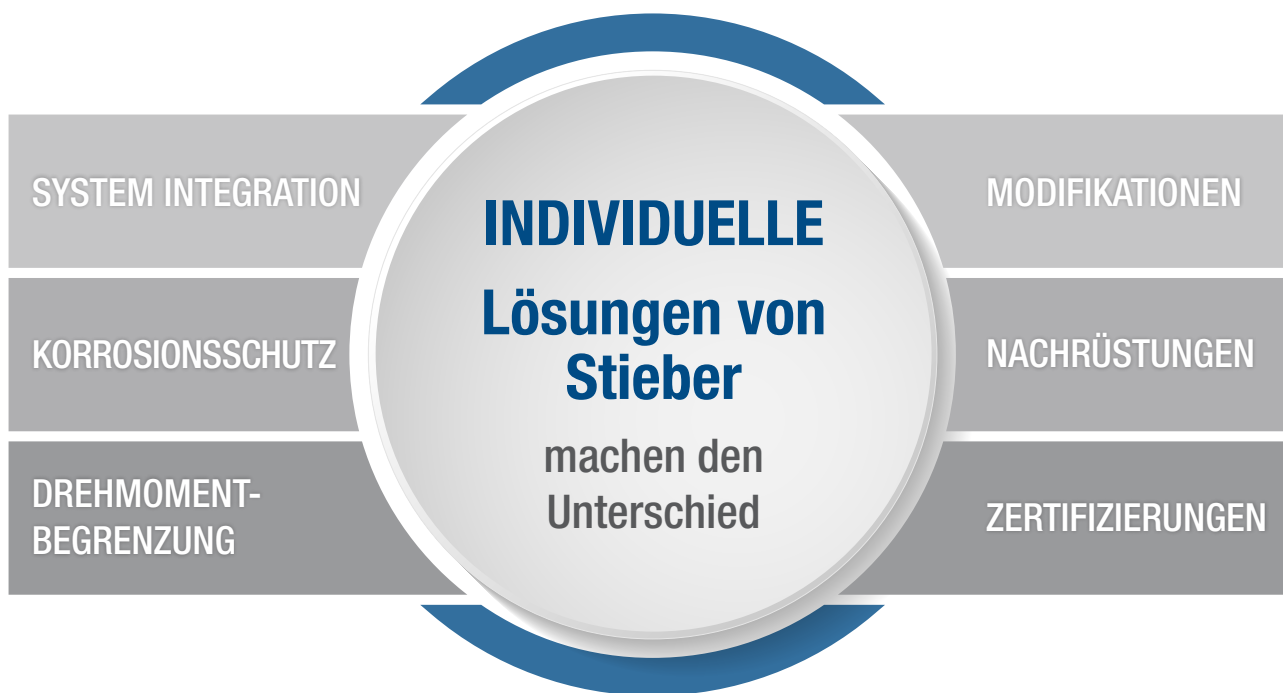 SYSTEM INTEGRATION
KORROSIONSSCHUTZ
DREHMOMENT-
BEGRENZUNG
INDIVIDUELLE
Lösungen von
Stieber
machen den
Unterschied
MODIFIKATIONEN
NACHRÜSTUNGEN
ZERTIFIZIERUNGEN